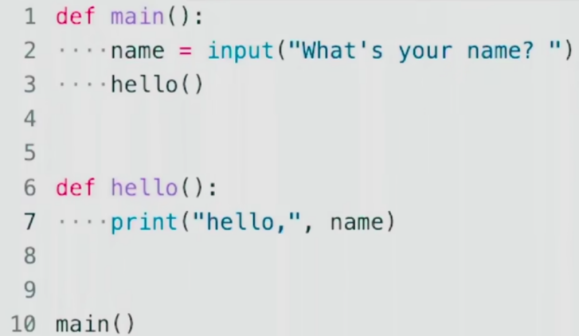 1 def main():
2 ····name = input("What's your name? ")
3 ····hello()
4
5
6 def hello():
7 ····print("hello,", name)
8
9
10 main()